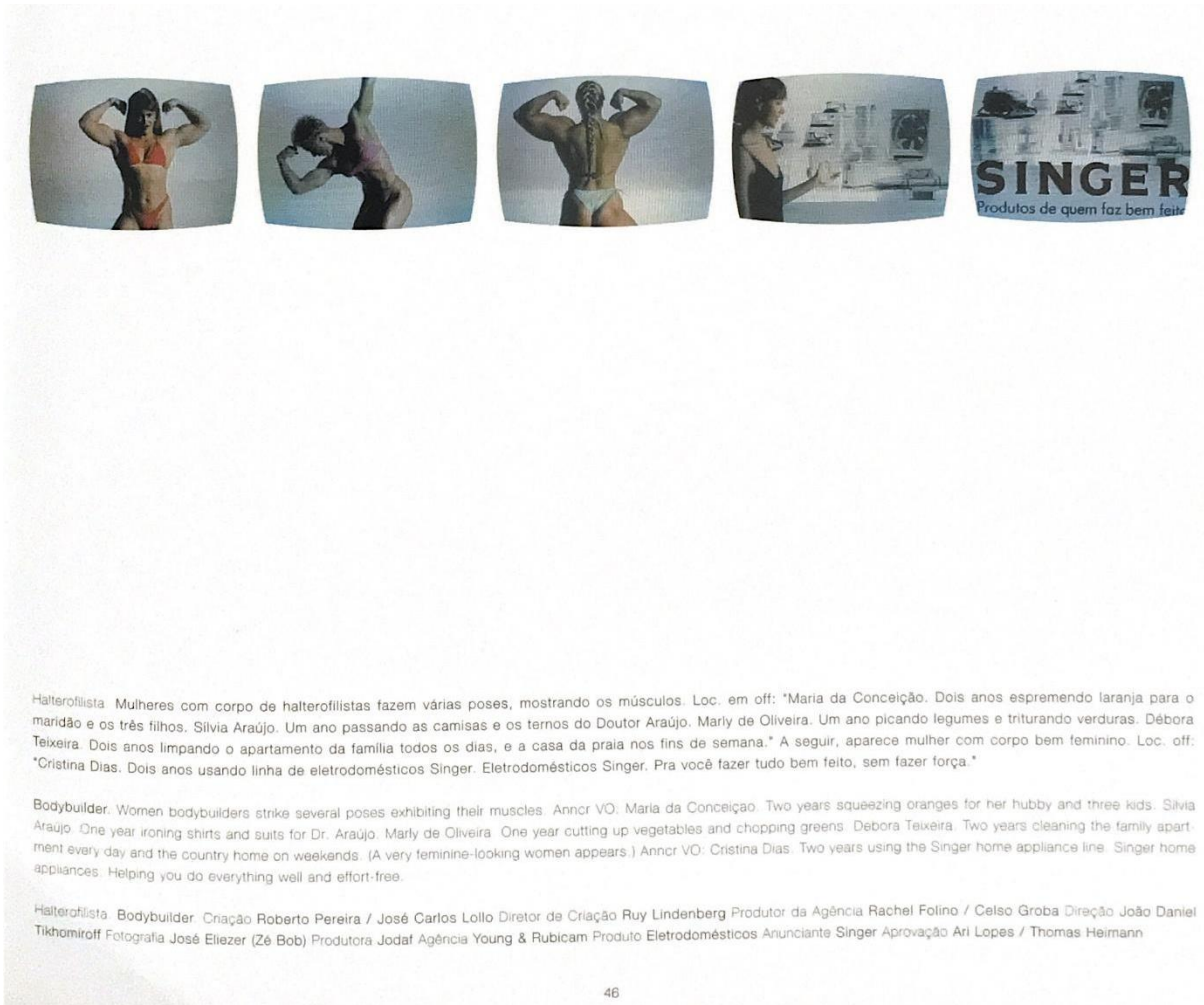 SINGER
Produtos de quem faz bem feito
Halterofilista. Mulheres com corpo de halterofilistas fazem várias poses, mostrando os músculos. Loc. em off: "Maria da Conceição. Dois anos espremendo laranja para o
maridão e os três filhos. Sílvia Araújo. Um ano passando as camisas e os ternos do Doutor Araújo. Marly de Oliveira. Um ano picando legumes e triturando verduras. Débora
Teixeira. Dois anos limpando o apartamento da família todos os dias, e a casa da praia nos fins de semana." A seguir, aparece mulher com corpo bem feminino. Loc. off:
"Cristina Dias. Dois anos usando linha de eletrodomésticos Singer. Eletrodomésticos Singer. Pra você fazer tudo bem feito, sem fazer força."
Bodybuilder. Women bodybuilders strike several poses exhibiting their muscles. Anncr VO: Maria da Conceiçao. Two years squeezing oranges for her hubby and three kids. Silvia
Araújo. One year ironing shirts and suits for Dr. Araújo. Marly de Oliveira. One year cutting up vegetables and chopping greens. Debora Teixeira. Two years cleaning the family apart-
ment every day and the country home on weekends. (A very feminine-looking women appears.) Anncr VO: Cristina Dias. Two years using the Singer home appliance line. Singer home
appliances. Helping you do everything well and effort-free.
Halterofilista. Bodybuilder. Criação Roberto Pereira / José Carlos Lollo Diretor de Criação Ruy Lindenberg Produtor da Agência Rachel Folino / Celso Groba Direção João Daniel
Tikhomiroff Fotografia José Eliezer (Zé Bob) Produtora Jodaf Agência Young & Rubicam Produto Eletrodomésticos Anunciante Singer Aprovação Ari Lopes / Thomas Heimann
46